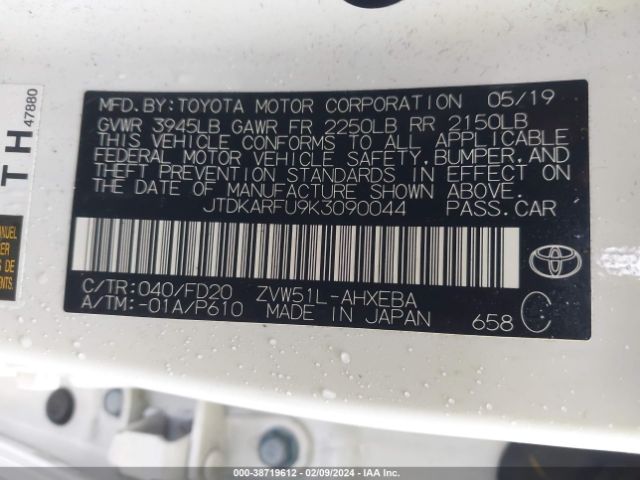 MFD.BY:TOYOTA MOTOR CORPORATION 05/19
GVWR 3945LB GAWR FR 2250LB RR 2150LB
THIS VEHICLE CONFORMS TO ALL APPLICABLE
FEDERAL MOTOR VEHICLE SAFETY,BUMPER,AND
THEFT PREVENTION STANDARDS IN EFFECT ON
THE DATE OF MANUFACTURE SHOWN ABOVE.
JTDKARFU9K3090044 PASS.CAR
C/TR:040/FD20 ZVW51L-AHXEBA
A/TM:-01A/P610 MADE IN JAPAN 658 C
TOYOTA
TH
47880
000-38719612 - 02/09/2024 - IAA Inc.